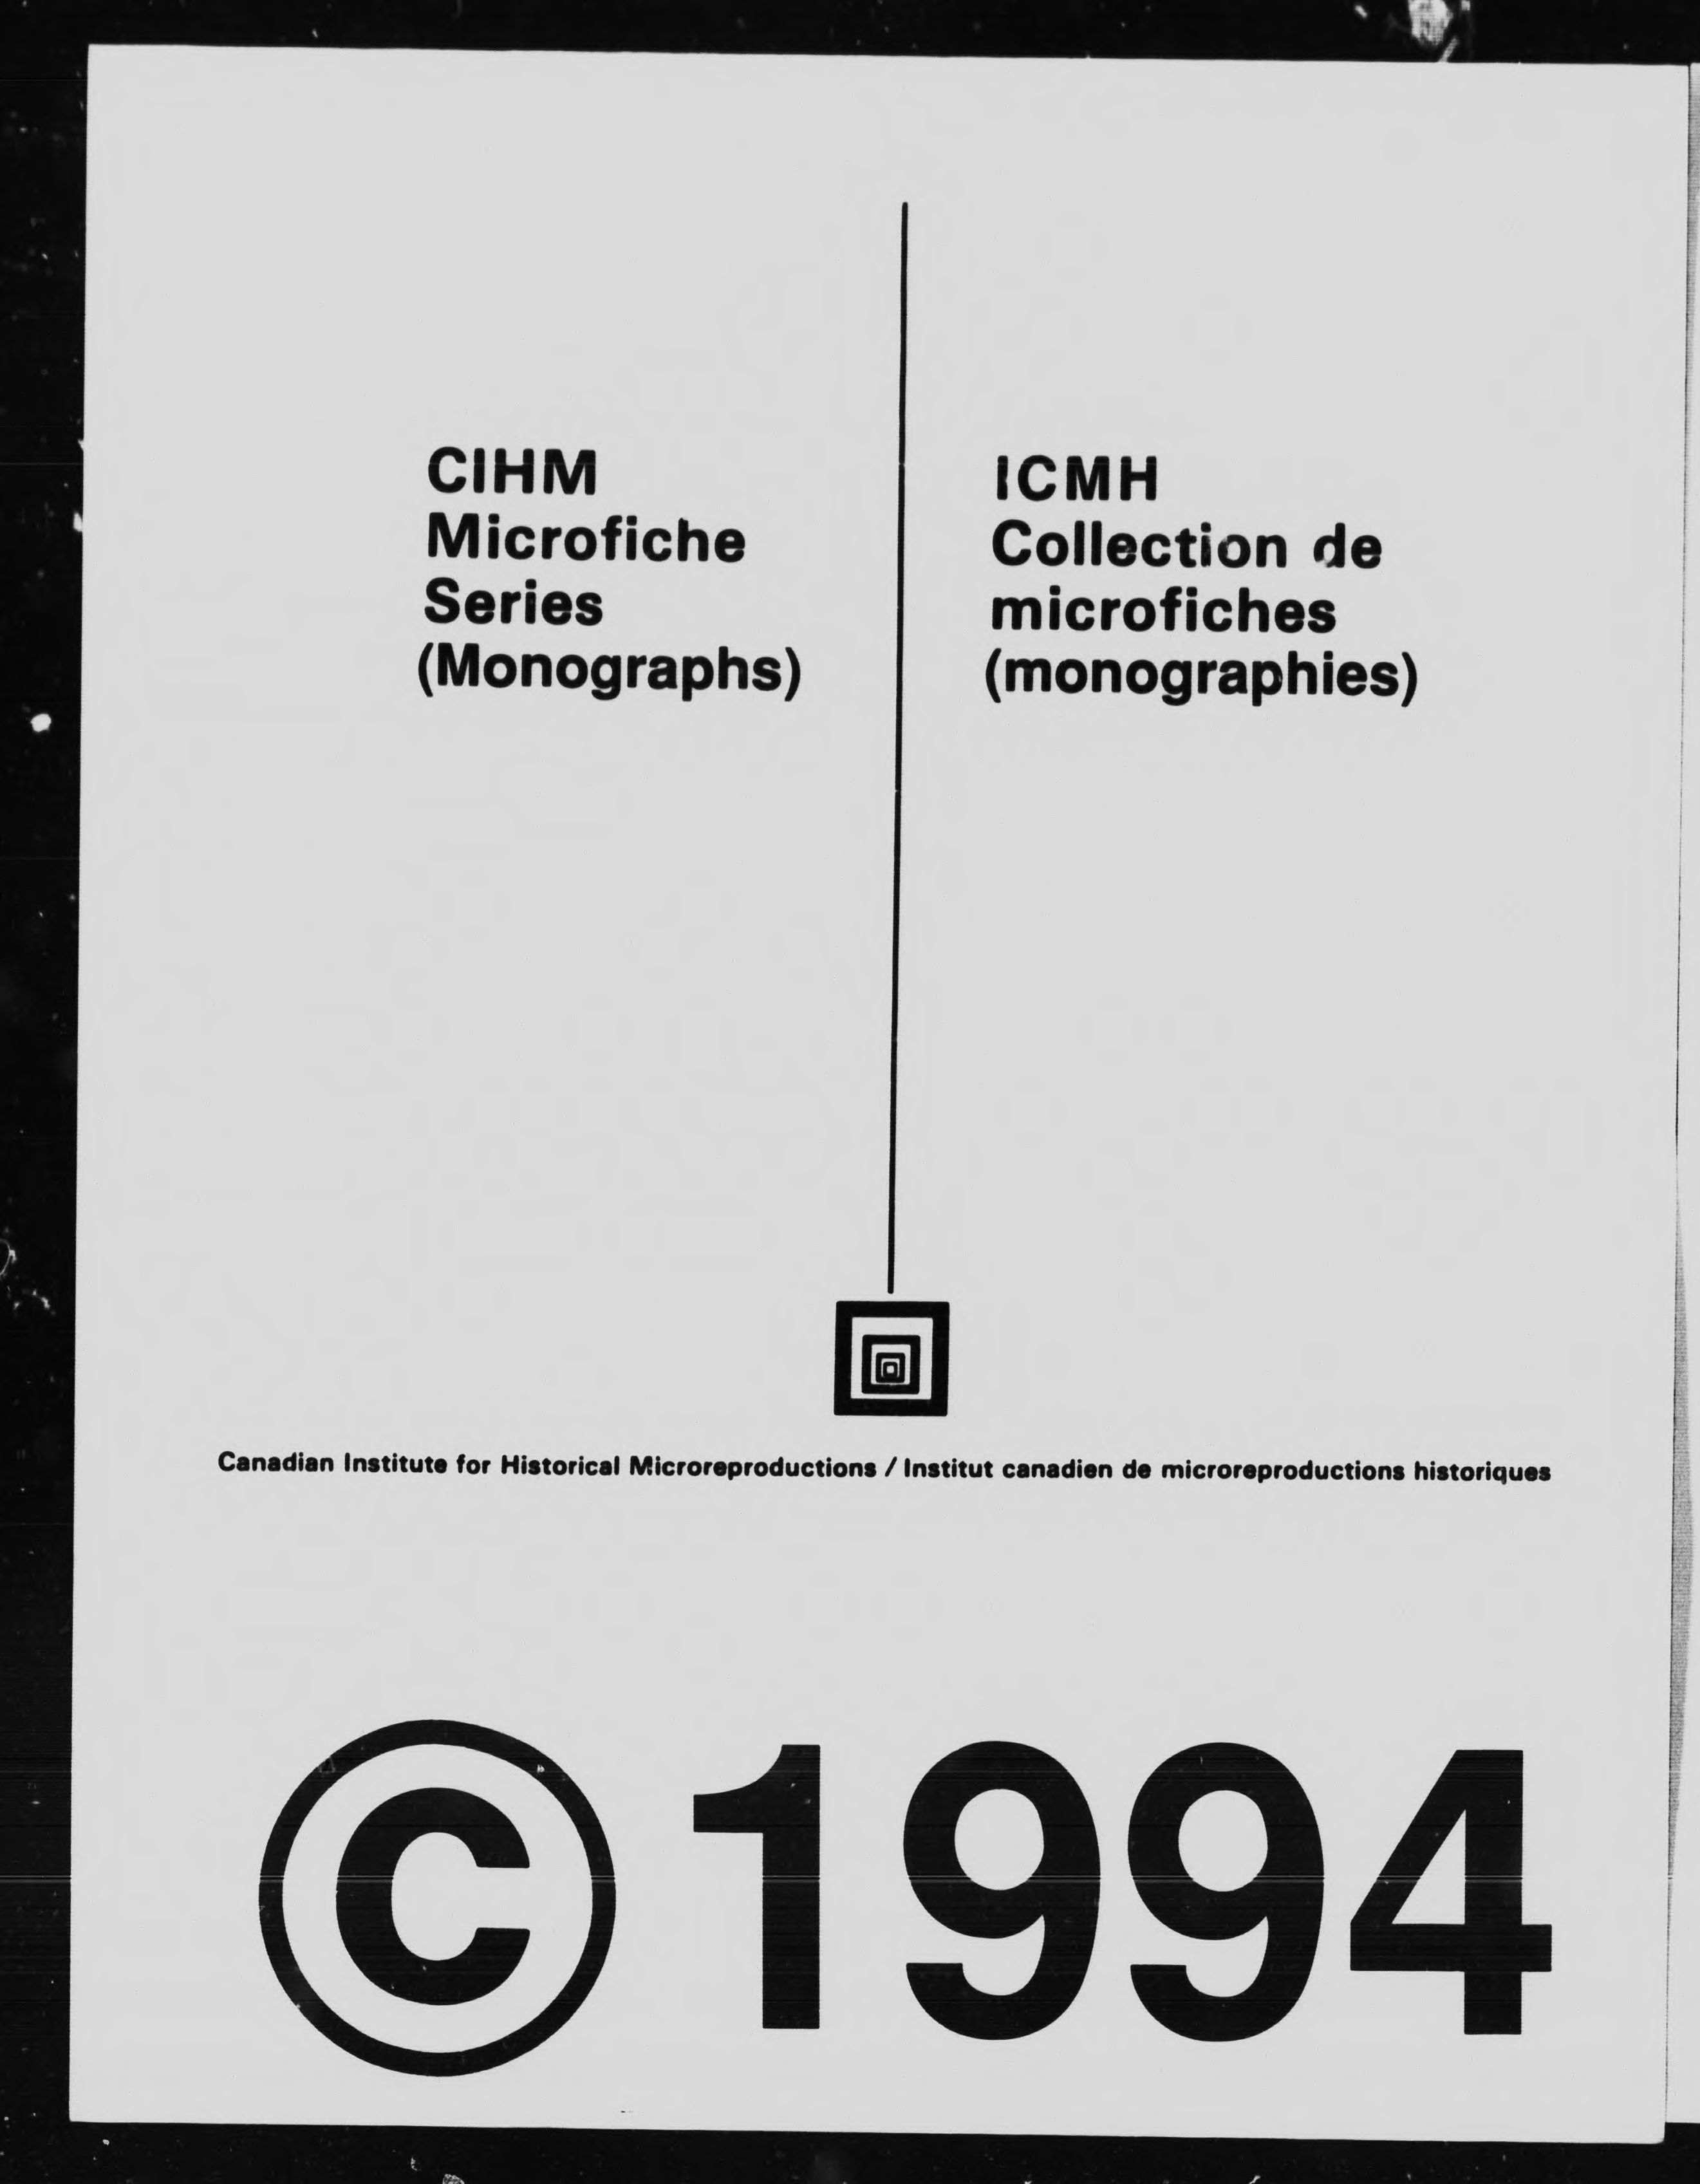 CIHM
Microfiche
Series
(Monographs)
ICMH
Collection de
microfiches
(monographies)
Canadian Institute for Historical Microreproductions / Institut canadien de microreproductions historiques
© 1994